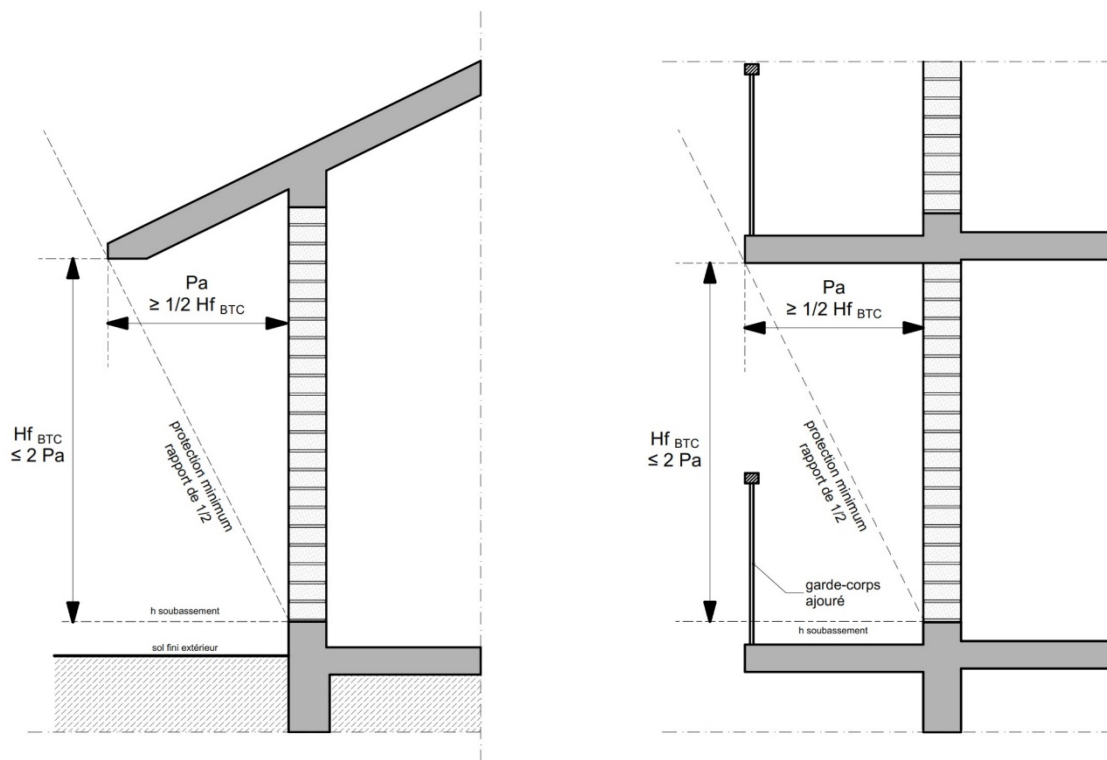 Pa
≥ 1/2 Hf BTC
Hf BTC
≤ 2 Pa
protection minimum
rapport de 1/2
h soubassement
sol fini extérieur
Pa
≥ 1/2 Hf BTC
Hf BTC
≤ 2 Pa
protection minimum
rapport de 1/2
garde-corps
ajouré
h soubassement